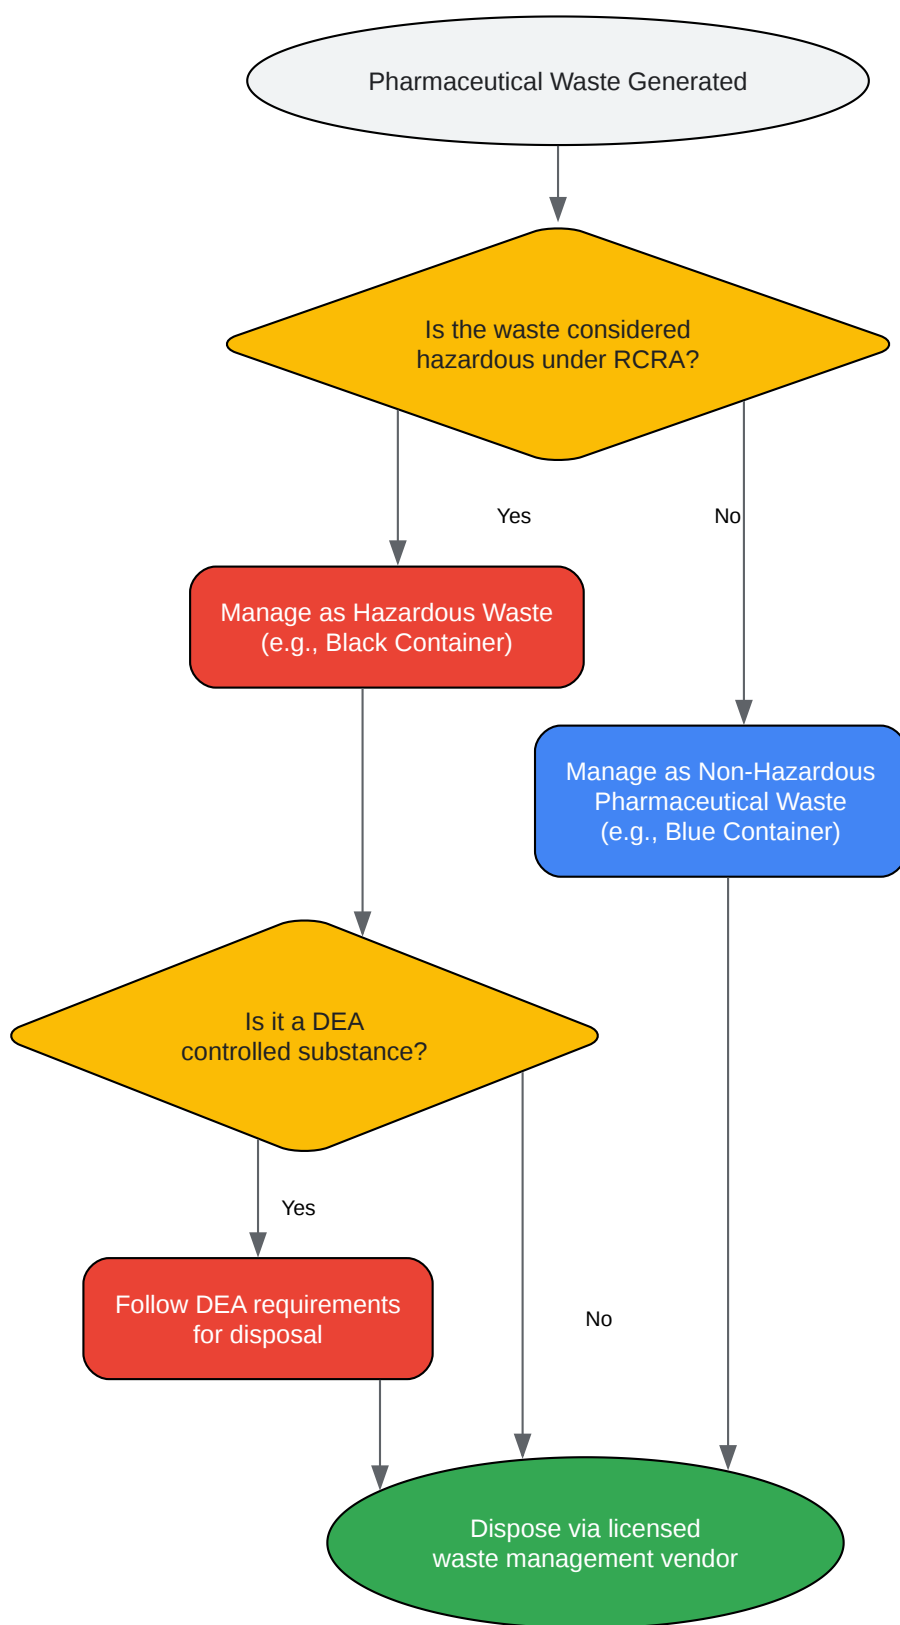 Pharmaceutical Waste Generated
Is the waste considered
hazardous under RCRA?
Yes
No
Manage as Hazardous Waste
(e.g., Black Container)
Manage as Non-Hazardous
Pharmaceutical Waste
(e.g., Blue Container)
Is it a DEA
controlled substance?
Yes
Follow DEA requirements
for disposal
No
Dispose via licensed
waste management vendor